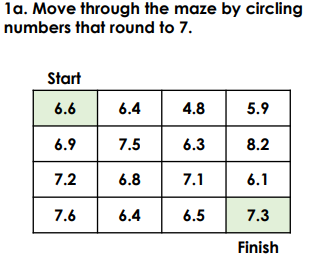 1a. Move through the maze by circling
numbers that round to 7.
Start
6.6 6.4 4.8 5.9
6.9 7.5 6.3 8.2
7.2 6.8 7.1 6.1
7.6 6.4 6.5 7.3
Finish